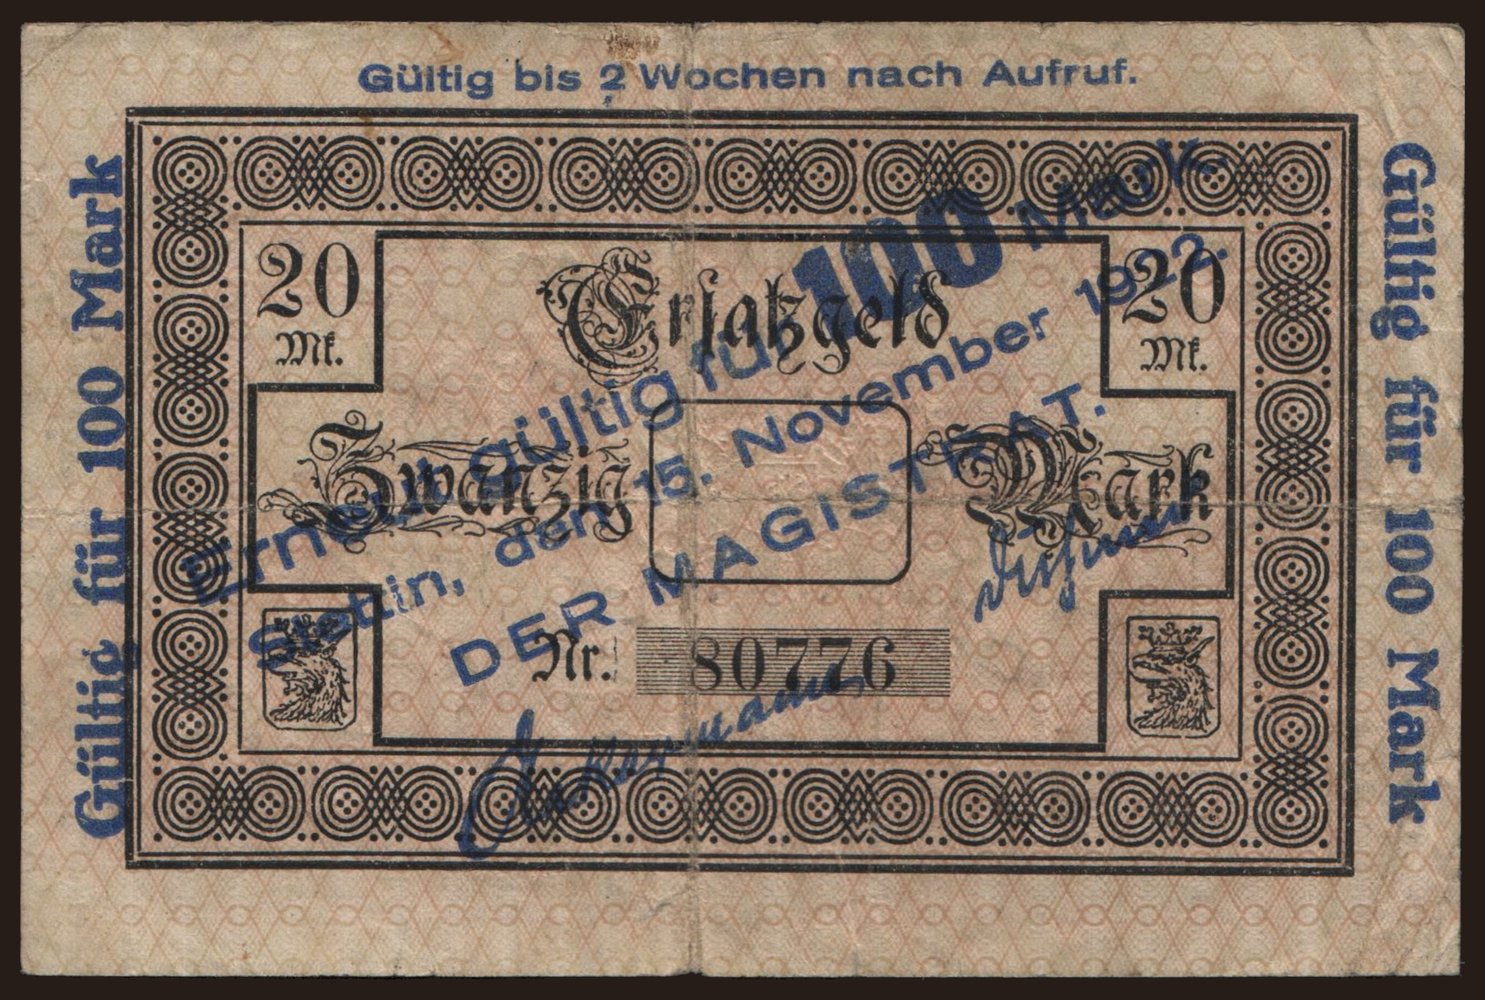 Gültig bis 2 Wochen nach Aufruf.
Gültig für 100 Mark
20
Mk.
Ersatzgeld
20
Mk.
Zwanzig Mark
Nr. 80776
Erneut gültig für 100 Mark.
Stettin, den 15. November 1922.
DER MAGISTRAT.
Gültig für 100 Mark